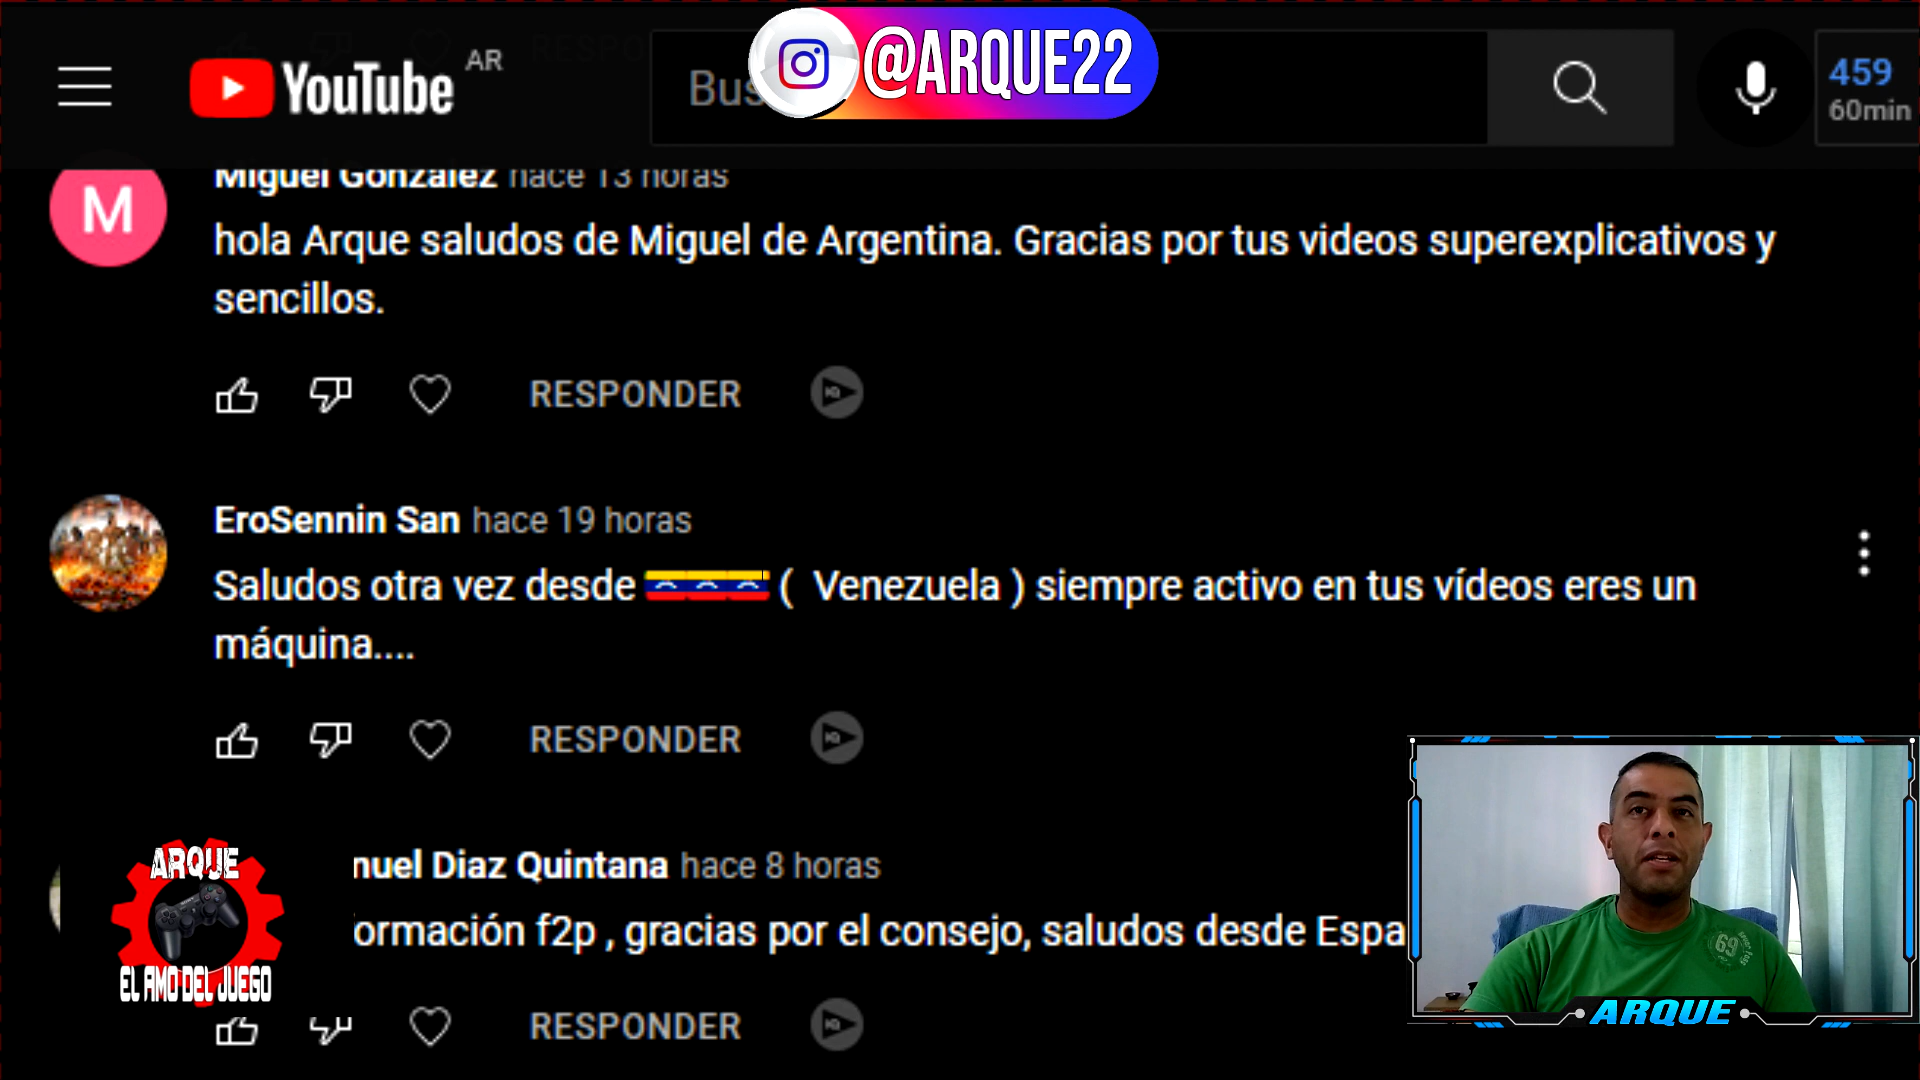 YouTube AR
Bus
@ARQUE22
459
60min
Miguel Gonzalez hace 13 horas
hola Arque saludos de Miguel de Argentina. Gracias por tus videos superexplicativos y
sencillos.
RESPONDER
EroSennin San hace 19 horas
Saludos otra vez desde 🇻🇪🇻🇪🇻🇪 ( Venezuela ) siempre activo en tus vídeos eres un
máquina....
RESPONDER
nuel Diaz Quintana hace 8 horas
ormación f2p , gracias por el consejo, saludos desde Espa
RESPONDER
ARQUE
EL AMO DEL JUEGO
69
ARQUE